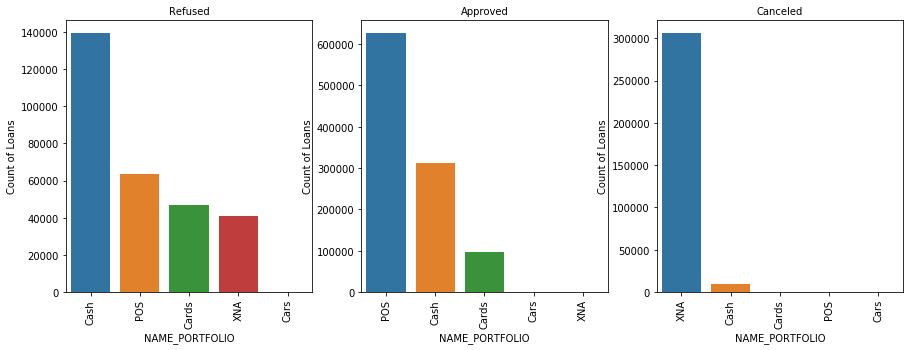 Refused
140000
120000
100000
80000
60000
40000
20000
0
Count of Loans
Cash
POS
Cards
XNA
Cars
NAME_PORTFOLIO
Approved
600000
500000
400000
300000
200000
100000
0
Count of Loans
POS
Cash
Cards
Cars
XNA
NAME_PORTFOLIO
Canceled
300000
250000
200000
150000
100000
50000
0
Count of Loans
XNA
Cash
Cards
POS
Cars
NAME_PORTFOLIO